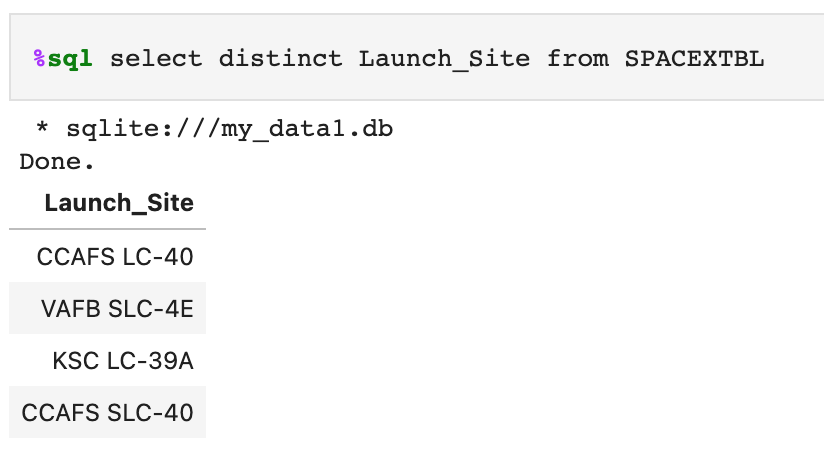 %sql select distinct Launch_Site from SPACEXTBL
* sqlite:///my_data1.db
Done.
Launch_Site
CCAFS LC-40
VAFB SLC-4E
KSC LC-39A
CCAFS SLC-40